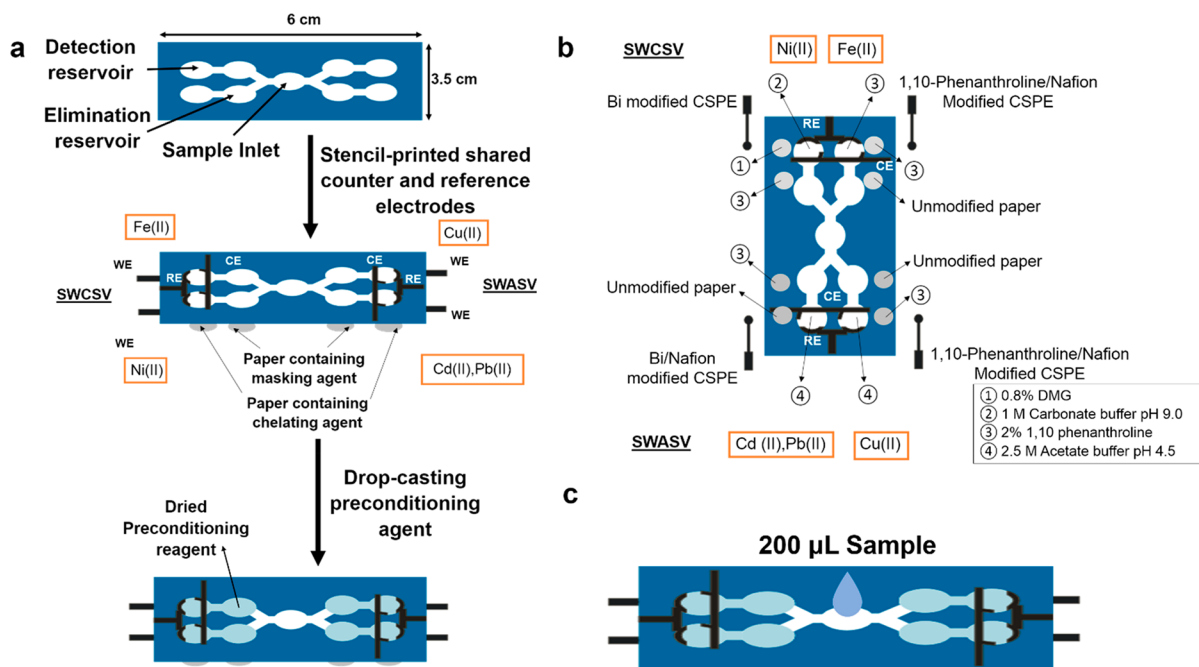 a
6 cm
Detection
reservoir
3.5 cm
Elimination
reservoir
Sample Inlet
Stencil-printed shared
counter and reference
electrodes
Fe(II)
Cu(II)
WE
CE
CE
WE
RE
RE
SWCSV
SWASV
WE
WE
Ni(II)
Paper containing
masking agent
Cd(II),Pb(II)
Paper containing
chelating agent
Drop-casting
preconditioning
agent
Dried
Preconditioning
reagent
b
SWCSV
Ni(II)
Fe(II)
2
3
Bi modified CSPE
1,10-Phenanthroline/Nafion
Modified CSPE
RE
1
CE
3
3
Unmodified paper
3
Unmodified paper
Unmodified paper
CE
3
RE
Bi/Nafion
modified CSPE
1,10-Phenanthroline/Nafion
Modified CSPE
4
4
1 0.8% DMG
2 1 M Carbonate buffer pH 9.0
3 2% 1,10 phenanthroline
4 2.5 M Acetate buffer pH 4.5
SWASV
Cd (II),Pb(II)
Cu(II)
c
200 µL Sample